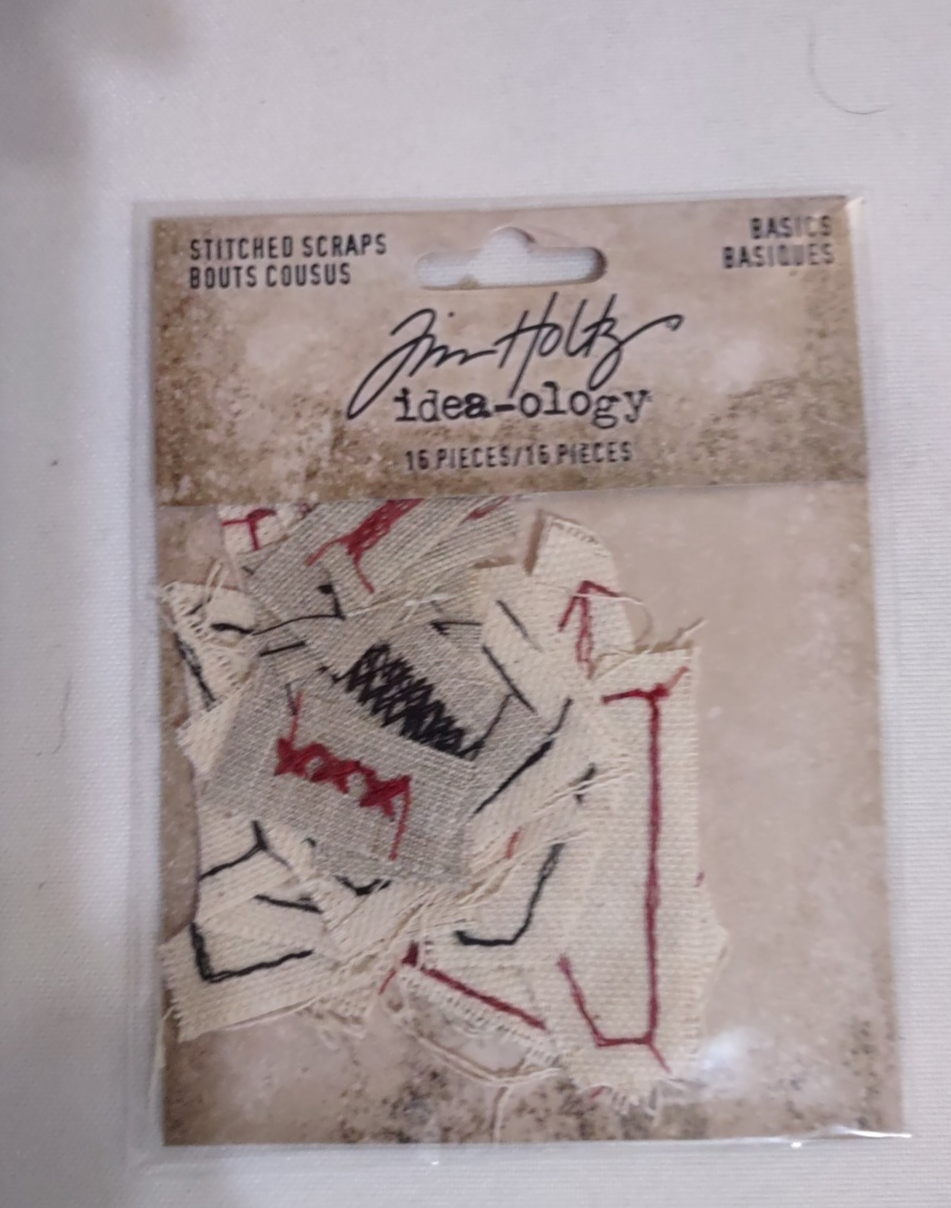 STITCHED SCRAPS
BOUTS COUSUS
BASICS
BASIQUES
Tim Holtz
idea-ology
16 PIECES/16 PIECES